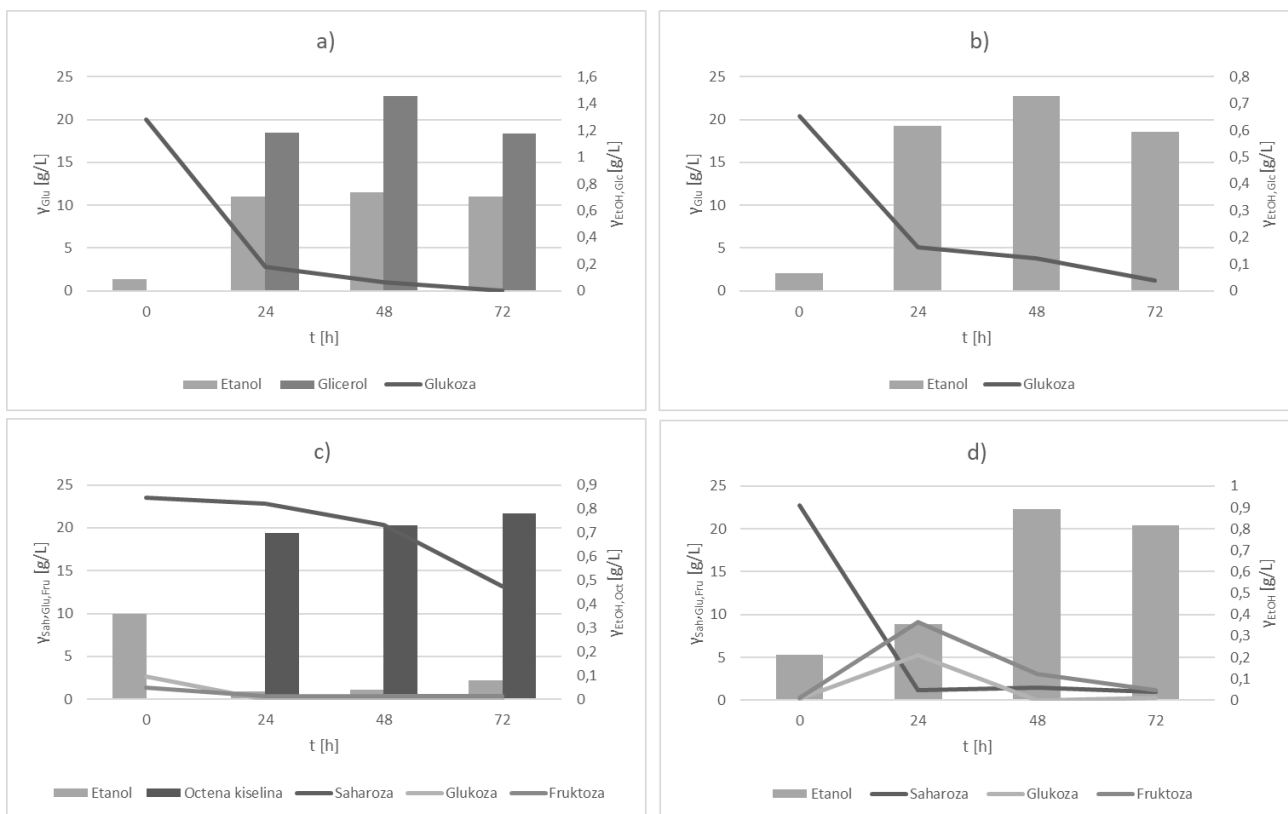 a)
25
20
15
10
5
0
γGlu [g/L]
1,6
1,4
1,2
1
0,8
0,6
0,4
0,2
0
γEtOH,Glc [g/L]
0 24 48 72
t [h]
Etanol Glicerol Glukoza
b)
25
20
15
10
5
0
γGlu [g/L]
0,8
0,7
0,6
0,5
0,4
0,3
0,2
0,1
0
γEtOH,Glc [g/L]
0 24 48 72
t [h]
Etanol Glukoza
c)
25
20
15
10
5
0
γSah,Glu,Fru [g/L]
0,9
0,8
0,7
0,6
0,5
0,4
0,3
0,2
0,1
0
γEtOH,Oct [g/L]
0 24 48 72
t [h]
Etanol Octena kiselina Saharoza Glukoza Fruktoza
d)
25
20
15
10
5
0
γSah,Glu,Fru [g/L]
1
0,9
0,8
0,7
0,6
0,5
0,4
0,3
0,2
0,1
0
γEtOH [g/L]
0 24 48 72
t [h]
Etanol Saharoza Glukoza Fruktoza